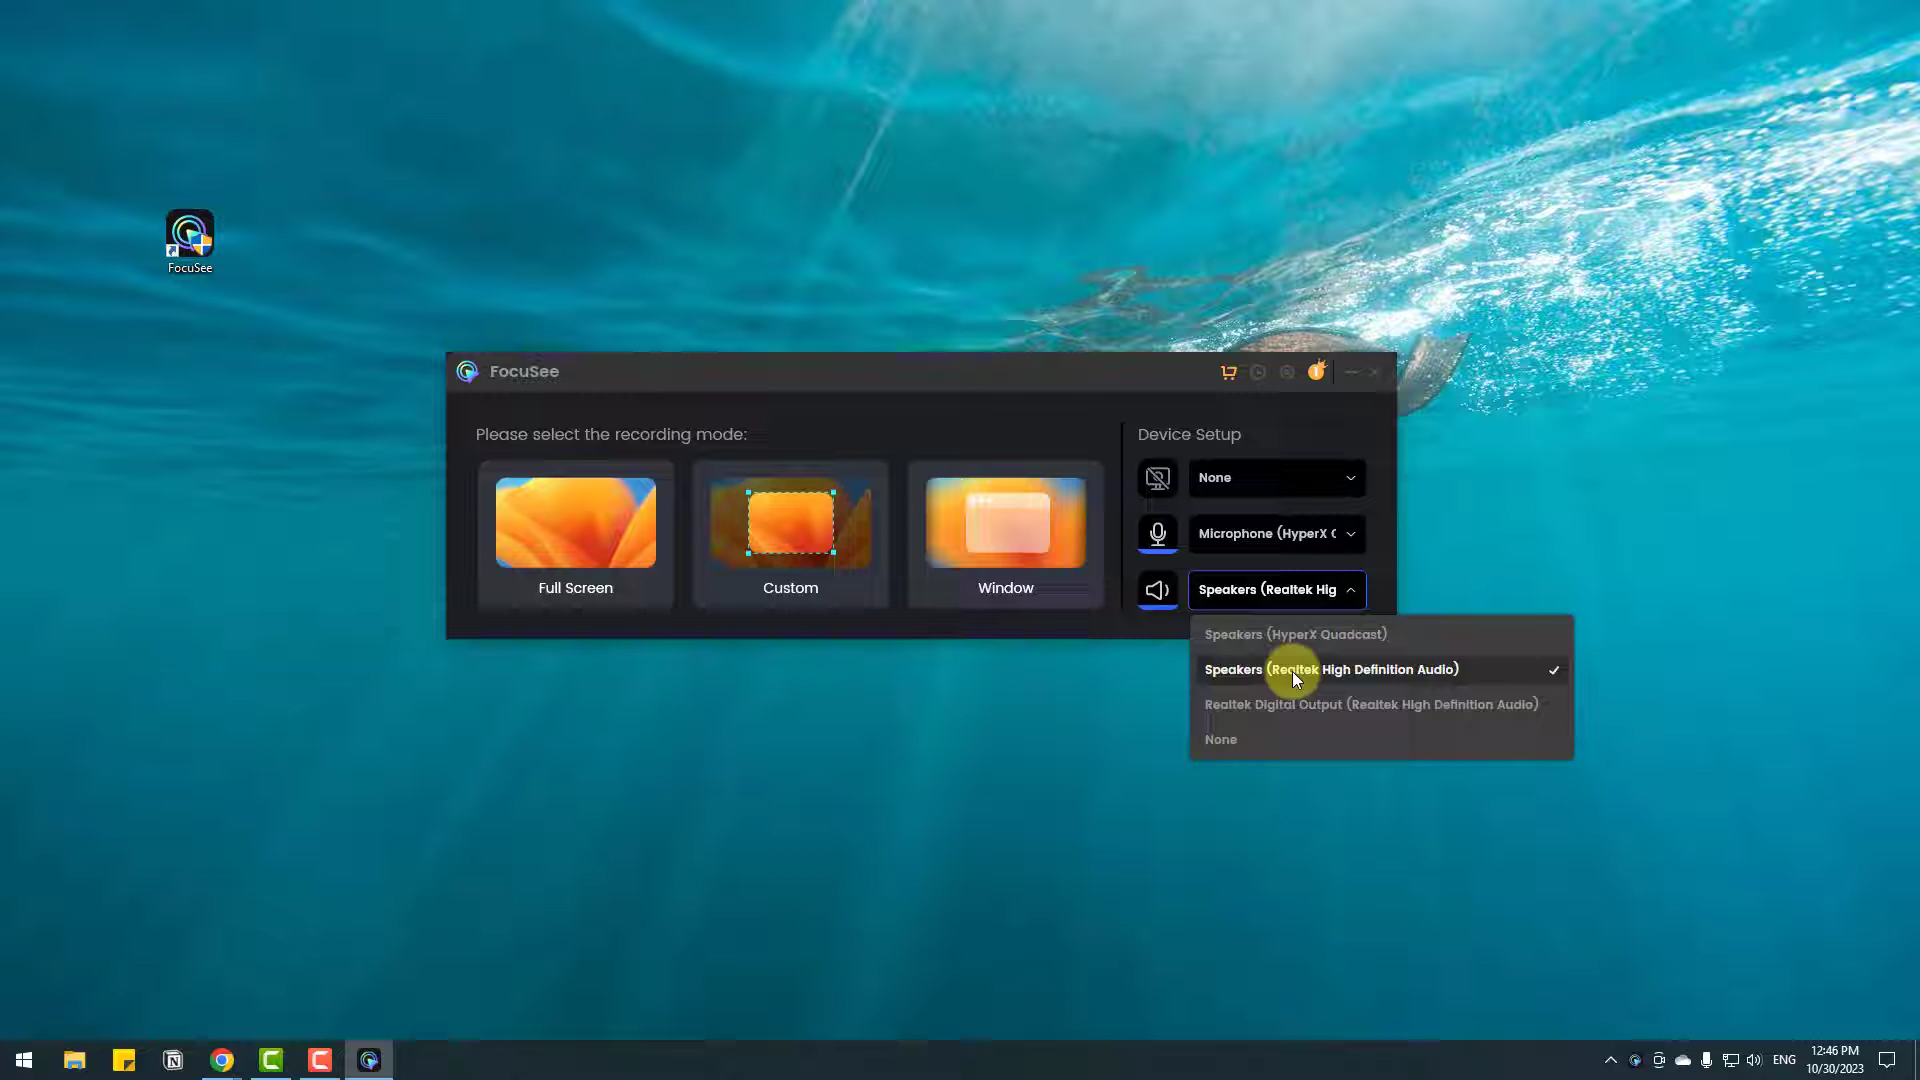 FocuSee
FocuSee
Please select the recording mode:
Device Setup
None
Microphone (HyperX Q
Speakers (Realtek Hig
Full Screen
Custom
Window
Speakers (HyperX Quadcast)
Speakers (Realtek High Definition Audio)
Realtek Digital Output (Realtek High Definition Audio)
None
ENG
12:46 PM
10/30/2023